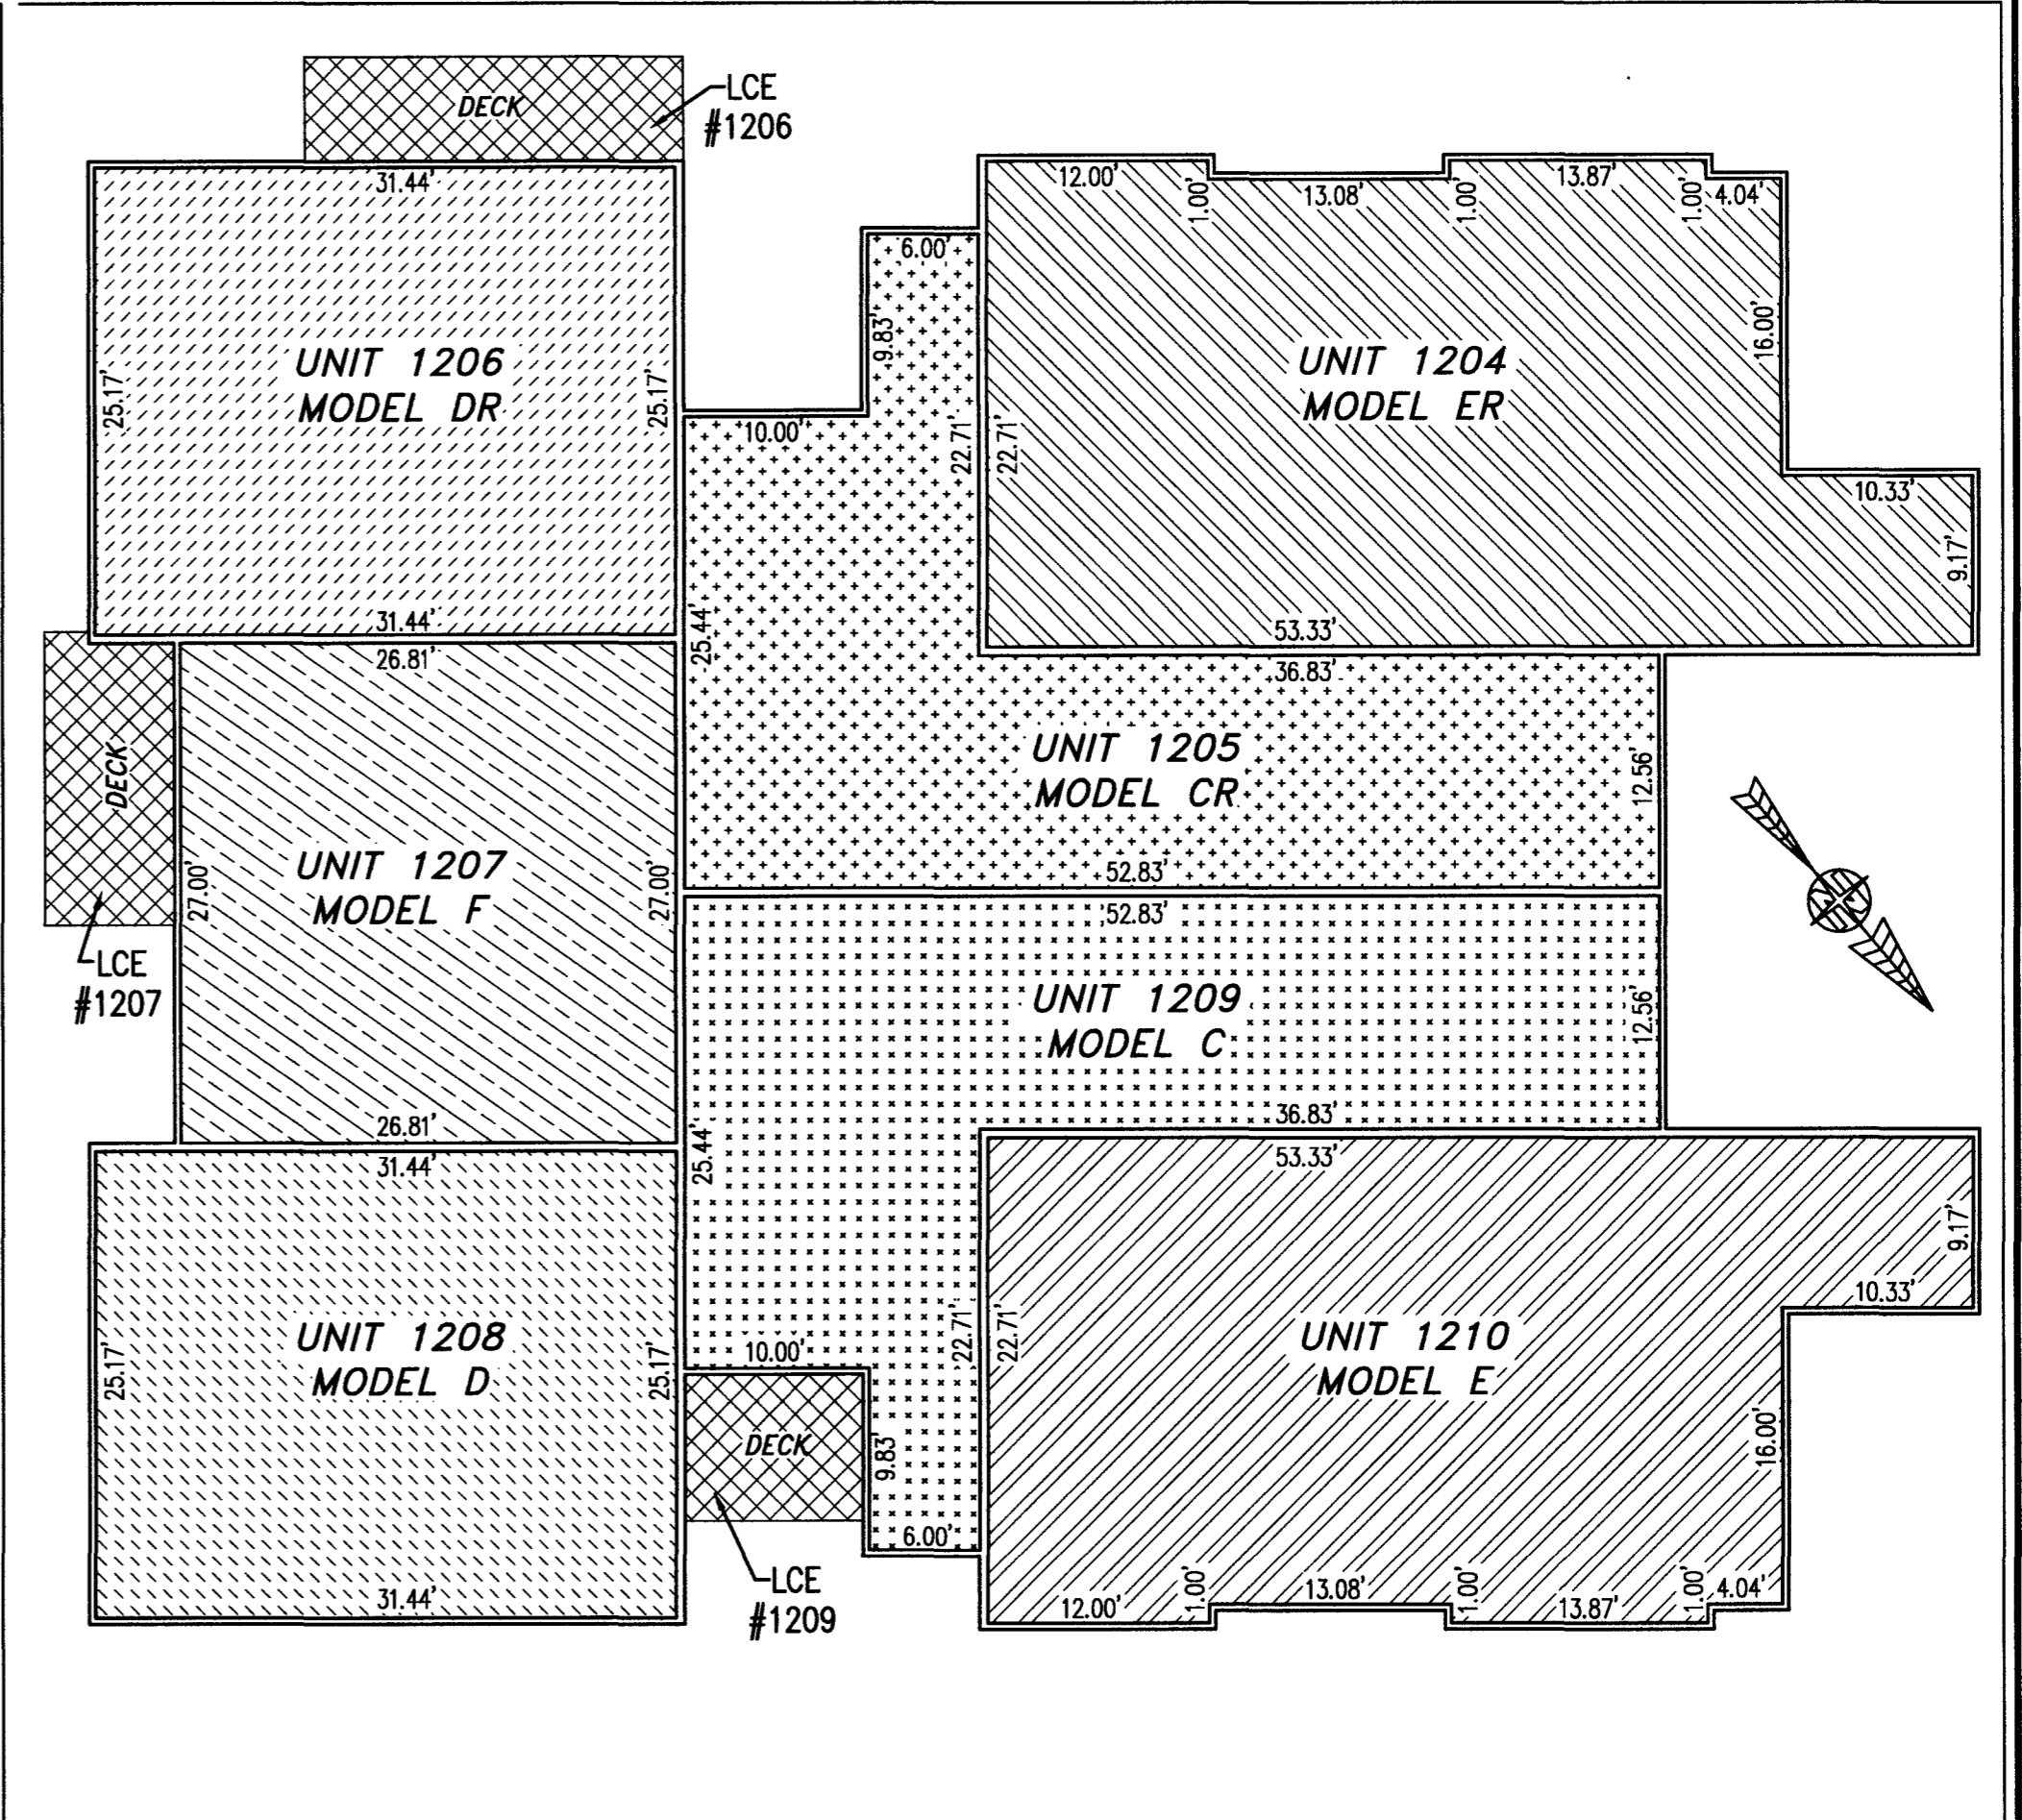 DECK
LCE
#1206
31.44'
25.17'
25.17'
UNIT 1206
MODEL DR
31.44'
12.00'
1.00'
13.08'
1.00'
13.87'
1.00'
4.04'
16.00'
10.33'
9.17'
22.71'
UNIT 1204
MODEL ER
53.33'
6.00'
9.83'
10.00'
22.71'
25.44'
36.83'
12.56'
UNIT 1205
MODEL CR
52.83'
DECK
LCE
#1207
26.81'
27.00'
27.00'
UNIT 1207
MODEL F
26.81'
52.83'
UNIT 1209
MODEL C
12.56'
36.83'
25.44'
22.71'
10.00'
9.83'
6.00'
DECK
LCE
#1209
31.44'
25.17'
25.17'
UNIT 1208
MODEL D
31.44'
53.33'
9.17'
10.33'
22.71'
UNIT 1210
MODEL E
16.00'
12.00'
1.00'
13.08'
1.00'
13.87'
1.00'
4.04'